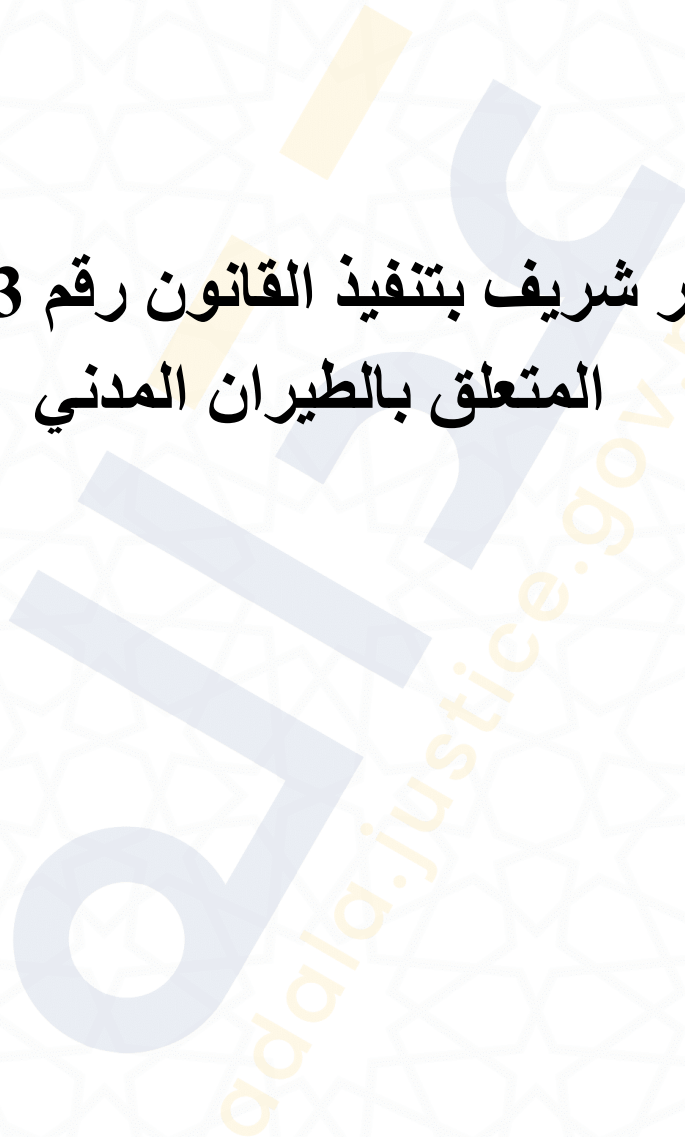 شريف بتنفيذ القانون رقم
المتعلق بالطيران المدني
adala.justice.gov.